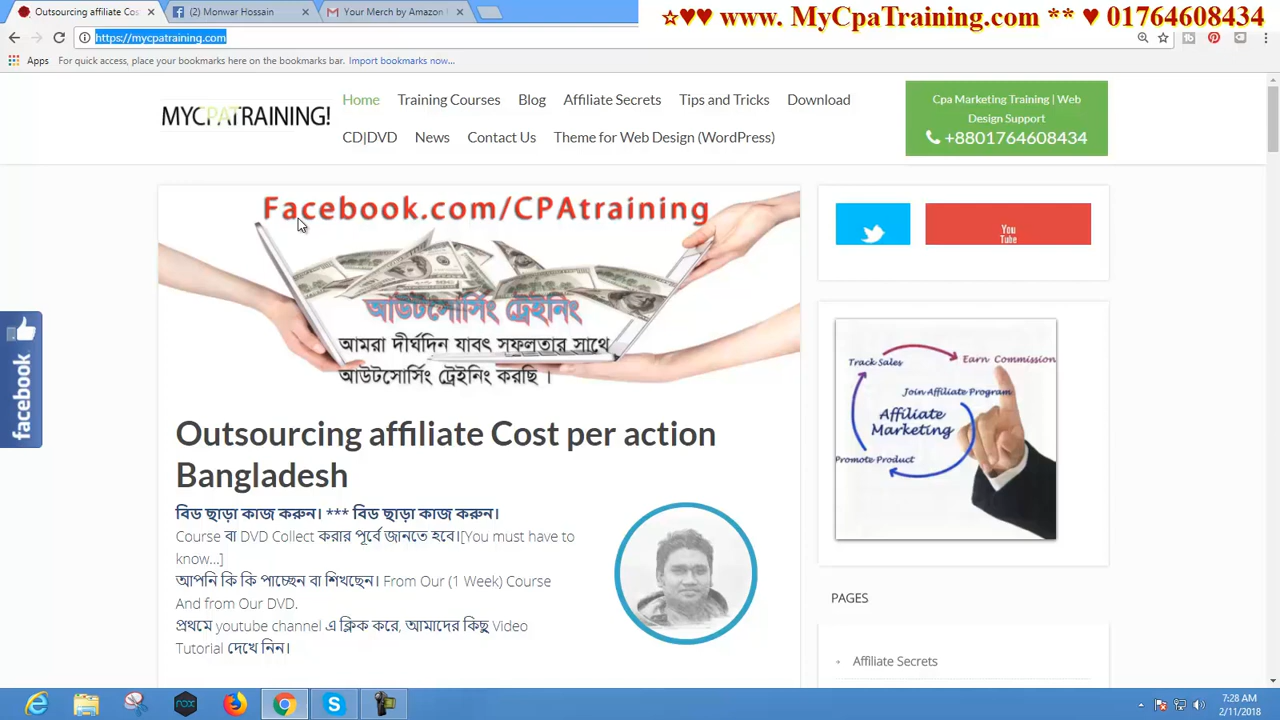 Outsourcing affiliate Cos
(2) Monwar Hossain
Your Merch by Amazon
☆♥♥ www. MyCpaTraining.com ** ♥ 01764608434
https://mycpatraining.com
Apps For quick access, place your bookmarks here on the bookmarks bar. Import bookmarks now...
MYCPATRAINING!
Home Training Courses Blog Affiliate Secrets Tips and Tricks Download
CD|DVD News Contact Us Theme for Web Design (WordPress)
Cpa Marketing Training | Web
Design Support
+8801764608434
Facebook.com/CPAtraining
আউটসোর্সিং ট্রেইনিং
আমরা দীর্ঘদিন যাবৎ সফলতার সাথে
আউটসোর্সিং ট্রেইনিং করছি ।
You
Tube
facebook
Track Sales
Earn Commission
Join Affiliate Program
Affiliate
Marketing
Promote Product
Outsourcing affiliate Cost per action
Bangladesh
বিড ছাড়া কাজ করুন। *** বিড ছাড়া কাজ করুন।
Course বা DVD Collect করার পূর্বে জানতে হবে।[You must have to
know...]
আপনি কি কি পাচ্ছেন বা শিখছেন। From Our (1 Week) Course
And from Our DVD.
প্রথমে youtube channel এ ক্লিক করে, আমাদের কিছু Video
Tutorial দেখে নিন।
PAGES
Affiliate Secrets
nox
7:28 AM
2/11/2018